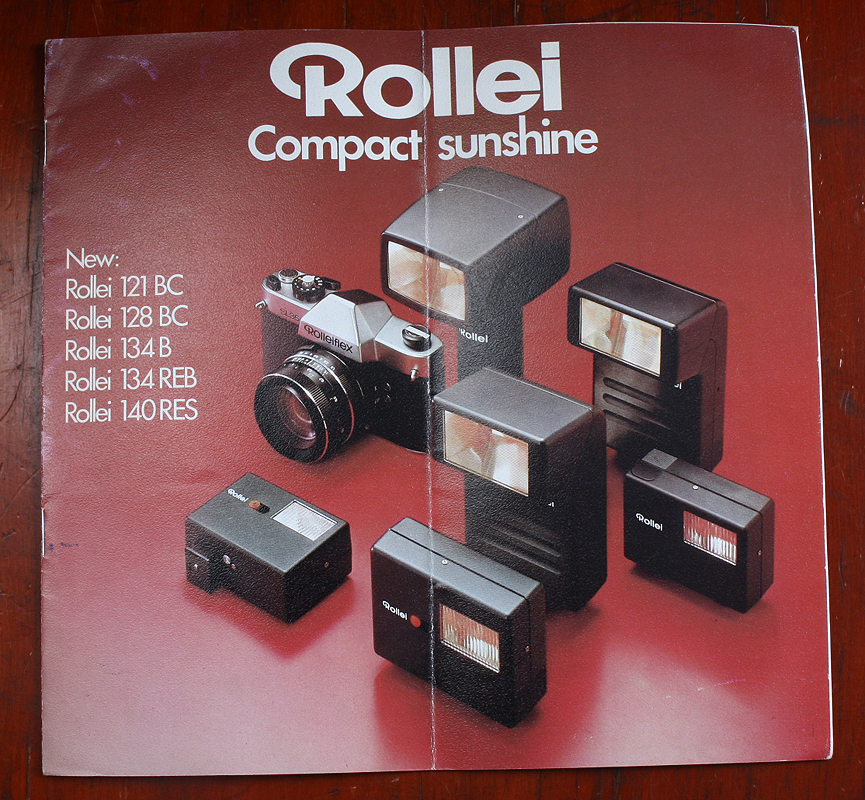 Rollei
Compact sunshine
New:
Rollei 121 BC
Rollei 128 BC
Rollei 134 B
Rollei 134 REB
Rollei 140 RES
Rolleiflex
Rollei
Rollei
Rollei
Rollei